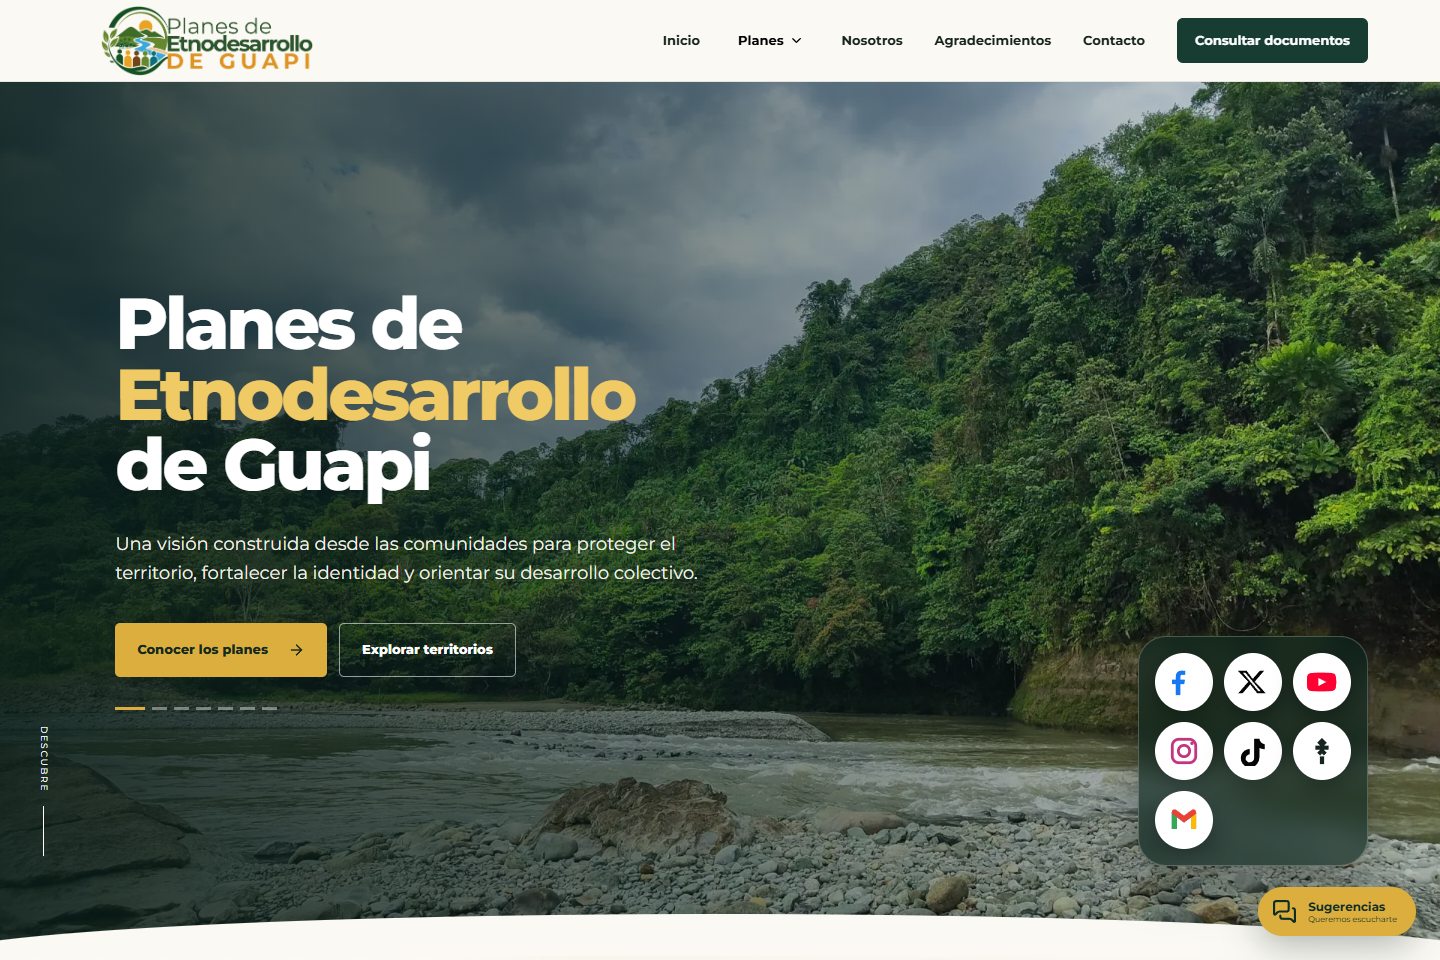 Planes de
Etnodesarrollo
DE GUAPI
Inicio
Planes
Nosotros
Agradecimientos
Contacto
Consultar documentos
Planes de
Etnodesarrollo
de Guapi
Una visión construida desde las comunidades para proteger el
territorio, fortalecer la identidad y orientar su desarrollo colectivo.
Conocer los planes
Explorar territorios
DESCUBRE
Sugerencias
Queremos escucharte